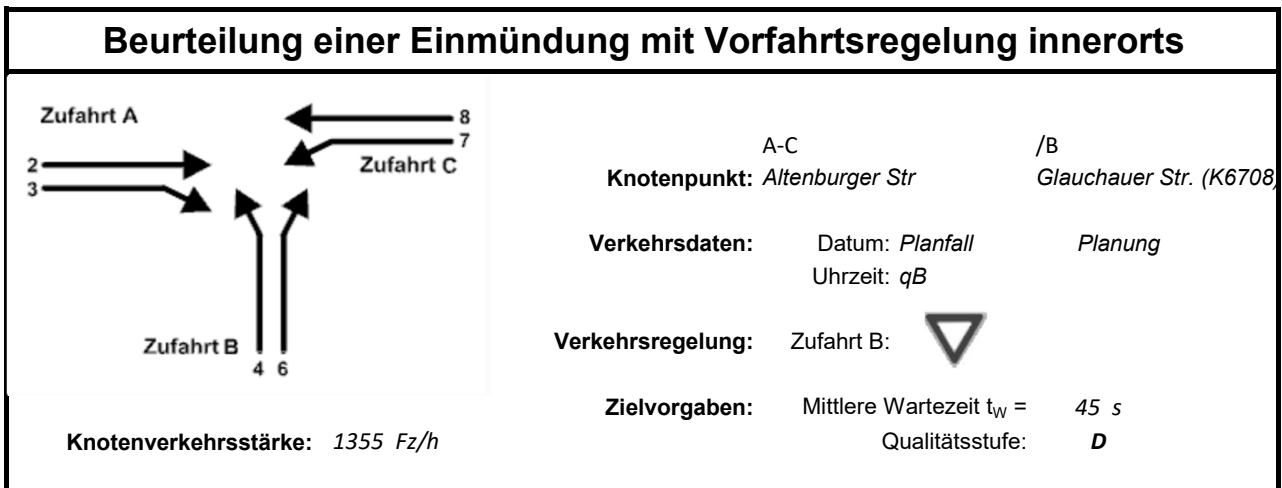 Beurteilung einer Einmündung mit Vorfahrtsregelung innerorts
Zufahrt A
8
7
2
Zufahrt C
3
Zufahrt B
4 6
A-C /B
Knotenpunkt: Altenburger Str Glauchauer Str. (K6708)
Verkehrsdaten: Datum: Planfall Planung
Uhrzeit: qB
Verkehrsregelung: Zufahrt B:
Zielvorgaben: Mittlere Wartezeit tW = 45 s
Knotenverkehrsstärke: 1355 Fz/h Qualitätsstufe: D